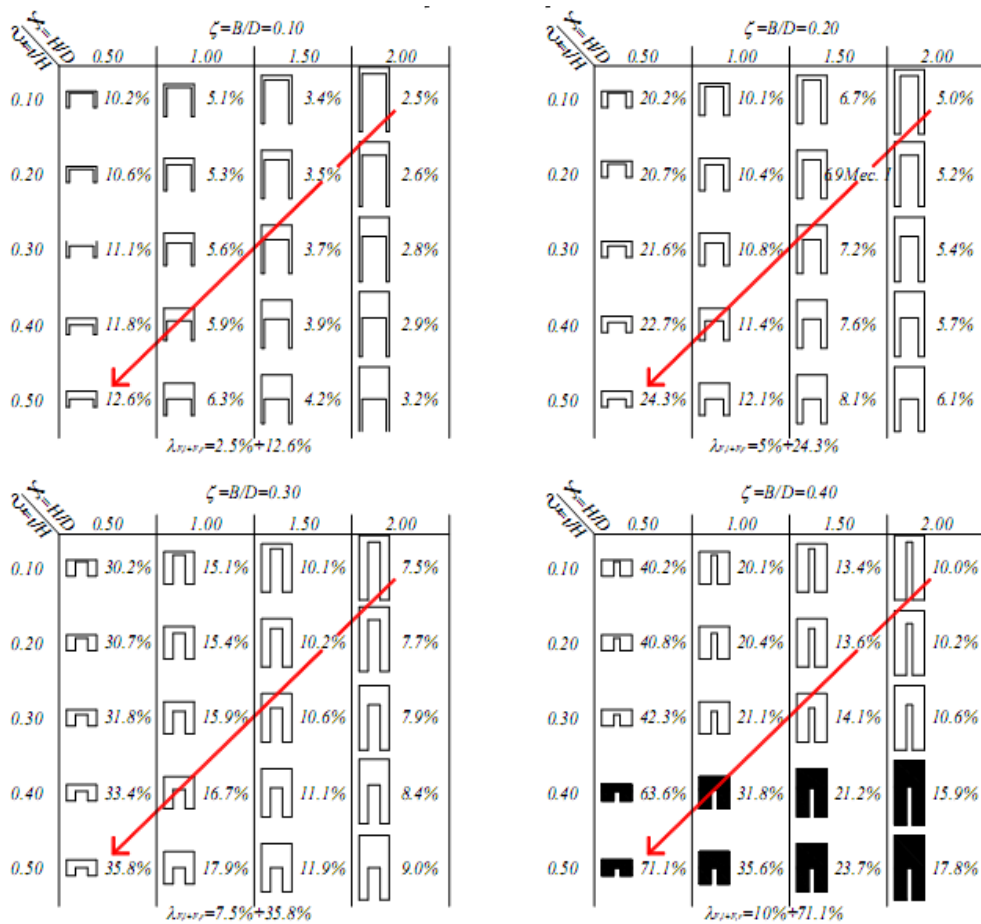 ζ=B/D=0.10
χ=H/D
0.50 1.00 1.50 2.00
0.10 10.2% 5.1% 3.4% 2.5%
0.20 10.6% 5.3% 3.5% 2.6%
0.30 11.1% 5.6% 3.7% 2.8%
0.40 11.8% 5.9% 3.9% 2.9%
0.50 12.6% 6.3% 4.2% 3.2%
=2.5%÷12.6%
ζ=B/D=0.20
χ=H/D
0.50 1.00 1.50 2.00
0.10 20.2% 10.1% 6.7% 5.0%
0.20 20.7% 10.4% 6.9Mec. 1 5.2%
0.30 21.6% 10.8% 7.2% 5.4%
0.40 22.7% 11.4% 7.6% 5.7%
0.50 24.3% 12.1% 8.1% 6.1%
=5%÷24.3%
ζ=B/D=0.30
χ=H/D
0.50 1.00 1.50 2.00
0.10 30.2% 15.1% 10.1% 7.5%
0.20 30.7% 15.4% 10.2% 7.7%
0.30 31.8% 15.9% 10.6% 7.9%
0.40 33.4% 16.7% 11.1% 8.4%
0.50 35.8% 17.9% 11.9% 9.0%
=7.5%÷35.8%
ζ=B/D=0.40
χ=H/D
0.50 1.00 1.50 2.00
0.10 40.2% 20.1% 13.4% 10.0%
0.20 40.8% 20.4% 13.6% 10.2%
0.30 42.3% 21.1% 14.1% 10.6%
0.40 63.6% 31.8% 21.2% 15.9%
0.50 71.1% 35.6% 23.7% 17.8%
=10%÷71.1%